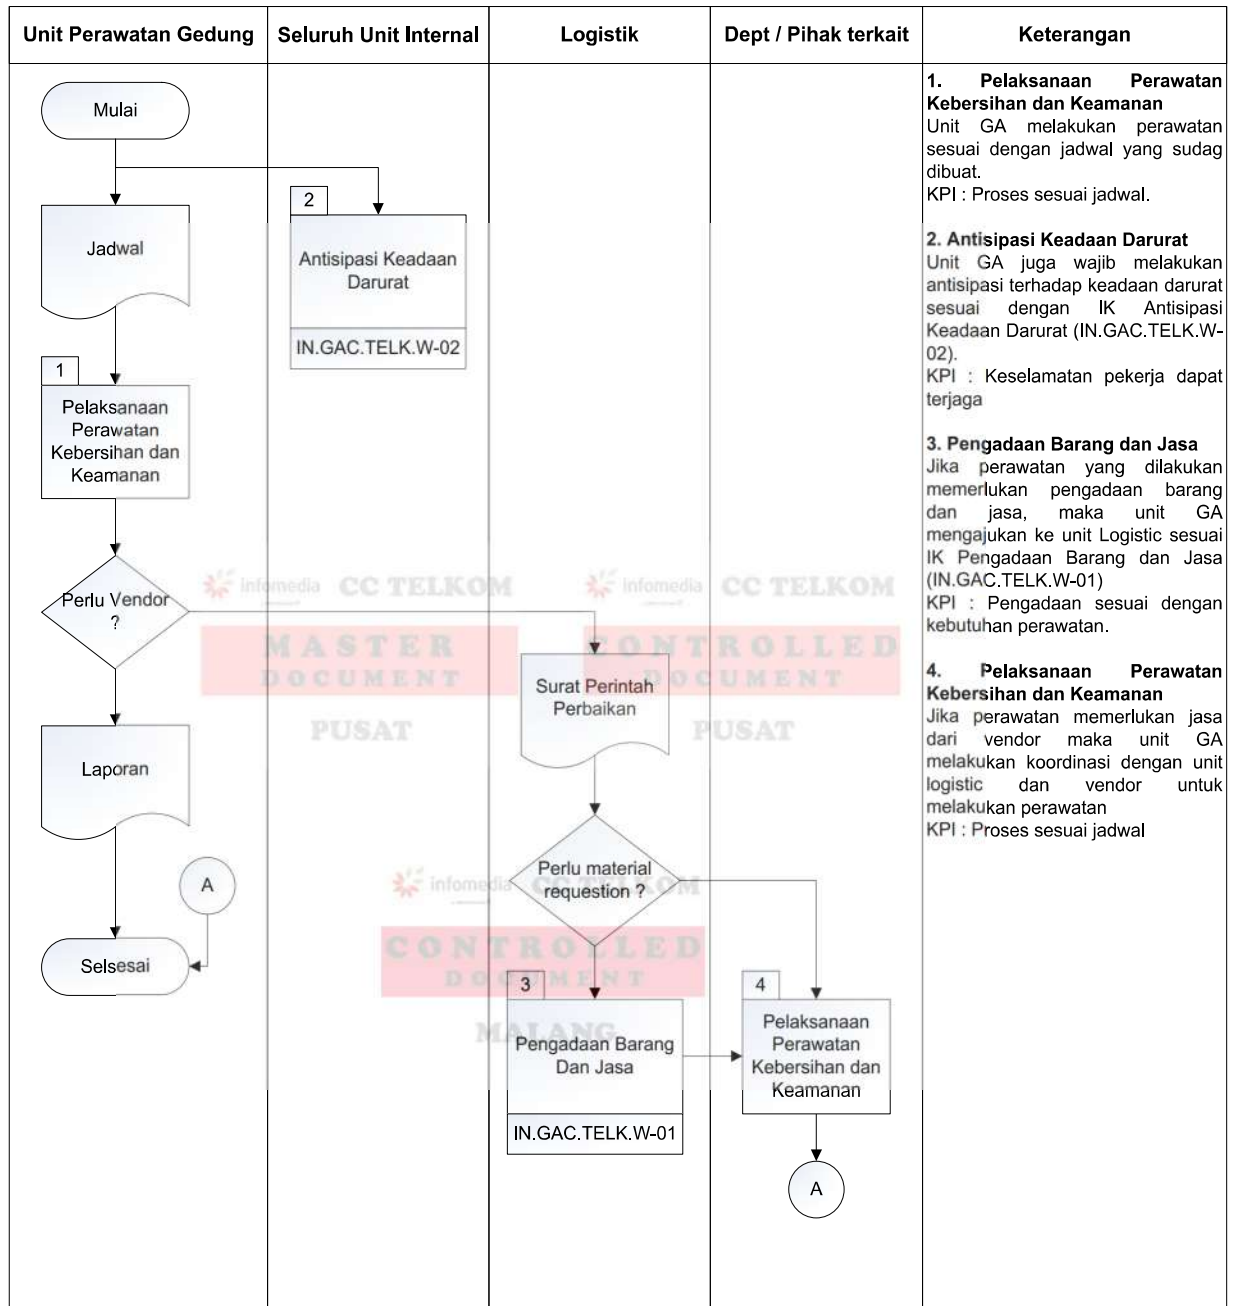 Unit Perawatan Gedung
Seluruh Unit Internal
Logistik
Dept / Pihak terkait
Keterangan
Mulai
Jadwal
1
Pelaksanaan
Perawatan
Kebersihan dan
Keamanan
Perlu Vendor
?
Laporan
A
Selsesai
2
Antisipasi Keadaan
Darurat
IN.GAC.TELK.W-02
Surat Perintah
Perbaikan
Perlu material
requestion ?
3
Pengadaan Barang
Dan Jasa
IN.GAC.TELK.W-01
4
Pelaksanaan
Perawatan
Kebersihan dan
Keamanan
A
1. Pelaksanaan Perawatan
Kebersihan dan Keamanan
Unit GA melakukan perawatan
sesuai dengan jadwal yang sudag
dibuat.
KPI : Proses sesuai jadwal.
2. Antisipasi Keadaan Darurat
Unit GA juga wajib melakukan
antisipasi terhadap keadaan darurat
sesuai dengan IK Antisipasi
Keadaan Darurat (IN.GAC.TELK.W-
02).
KPI : Keselamatan pekerja dapat
terjaga
3. Pengadaan Barang dan Jasa
Jika perawatan yang dilakukan
memerlukan pengadaan barang
dan jasa, maka unit GA
mengajukan ke unit Logistic sesuai
IK Pengadaan Barang dan Jasa
(IN.GAC.TELK.W-01)
KPI : Pengadaan sesuai dengan
kebutuhan perawatan.
4. Pelaksanaan Perawatan
Kebersihan dan Keamanan
Jika perawatan memerlukan jasa
dari vendor maka unit GA
melakukan koordinasi dengan unit
logistic dan vendor untuk
melakukan perawatan
KPI : Proses sesuai jadwal
infomedia CC TELKOM
MASTER
DOCUMENT
PUSAT
infomedia CC TELKOM
CONTROLLED
DOCUMENT
PUSAT
infomedia CC TELKOM
CONTROLLED
DOCUMENT
MALANG